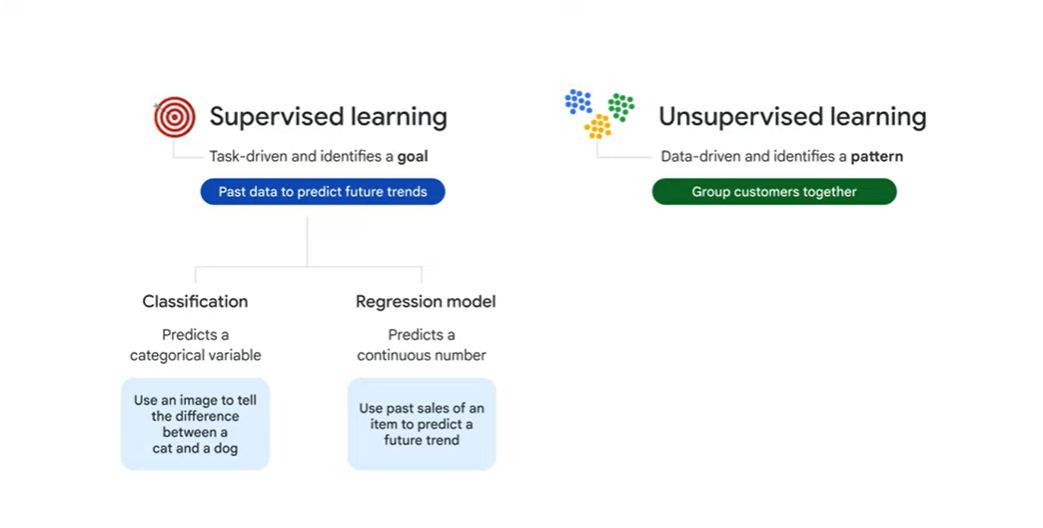 Supervised learning
Task-driven and identifies a goal
Past data to predict future trends
Classification
Predicts a
categorical variable
Use an image to tell
the difference
between a
cat and a dog
Regression model
Predicts a
continuous number
Use past sales of an
item to predict a
future trend
Unsupervised learning
Data-driven and identifies a pattern
Group customers together